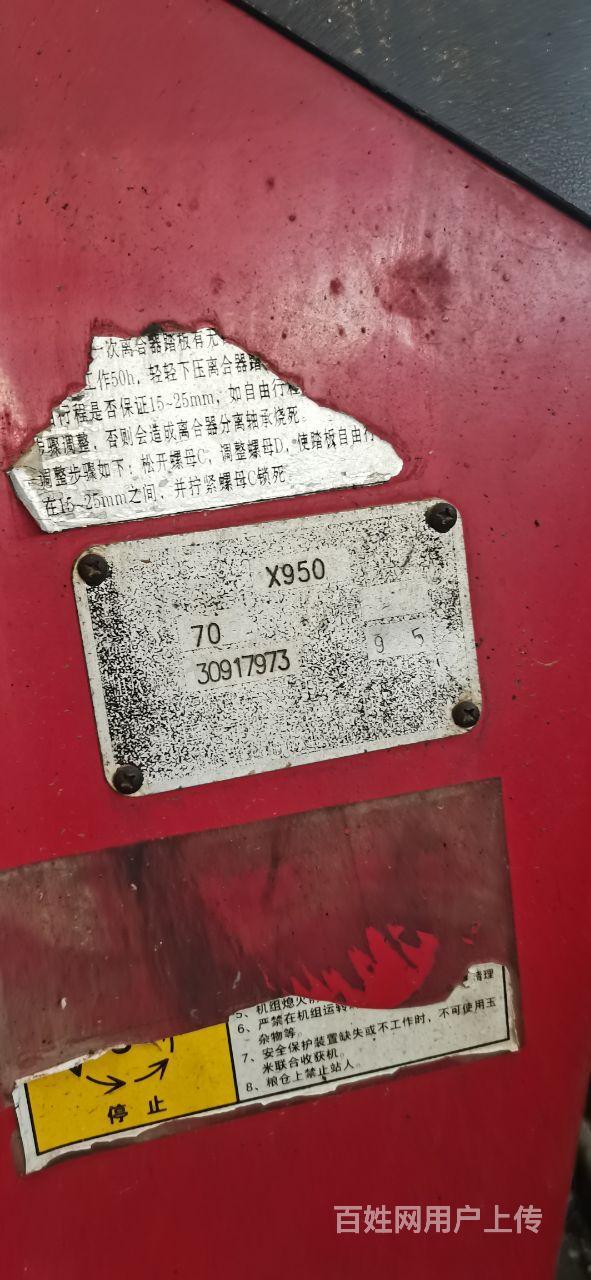 次离合器踏板有无
工作50h，轻轻下压离合器踏
行程是否保证15~25mm，如自由行程
步骤调整，否则会造成离合器分离轴承烧死。
调整步骤如下：松开螺母C，调整螺母D，使踏板自由行
在15~25mm之间，并拧紧螺母C锁死。
X950
70
30917973
9 5
清理
5、机组熄火
6、严禁在机组运转
杂物等。
7、安全保护装置缺失或不工作时，不可使用玉
米联合收获机。
8、粮仓上禁止站人。
停止
百姓网用户上传